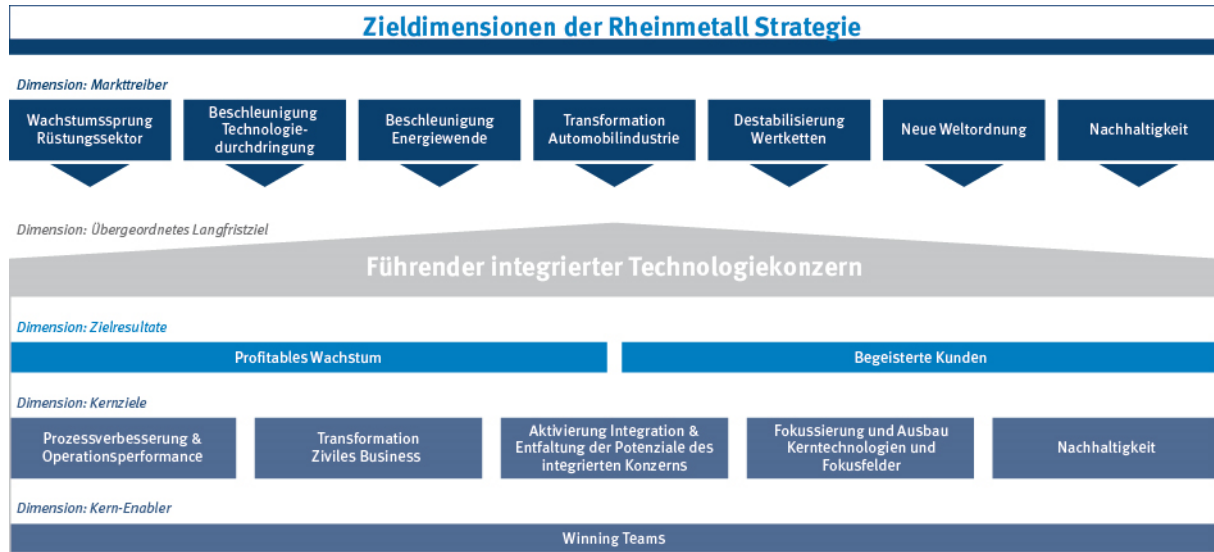 Zieldimensionen der Rheinmetall Strategie
Dimension: Markttreiber
Wachstumssprung
Rüstungssektor
Beschleunigung
Technologie-
durchdringung
Beschleunigung
Energiewende
Transformation
Automobilindustrie
Destabilisierung
Wertketten
Neue Weltordnung
Nachhaltigkeit
Dimension: Übergeordnetes Langfristziel
Führender integrierter Technologiekonzern
Dimension: Zielresultate
Profitables Wachstum
Begeisterte Kunden
Dimension: Kernziele
Prozessverbesserung &
Operationsperformance
Transformation
Ziviles Business
Aktivierung Integration &
Entfaltung der Potenziale des
integrierten Konzerns
Fokussierung und Ausbau
Kerntechnologien und
Fokusfelder
Nachhaltigkeit
Dimension: Kern-Enabler
Winning Teams